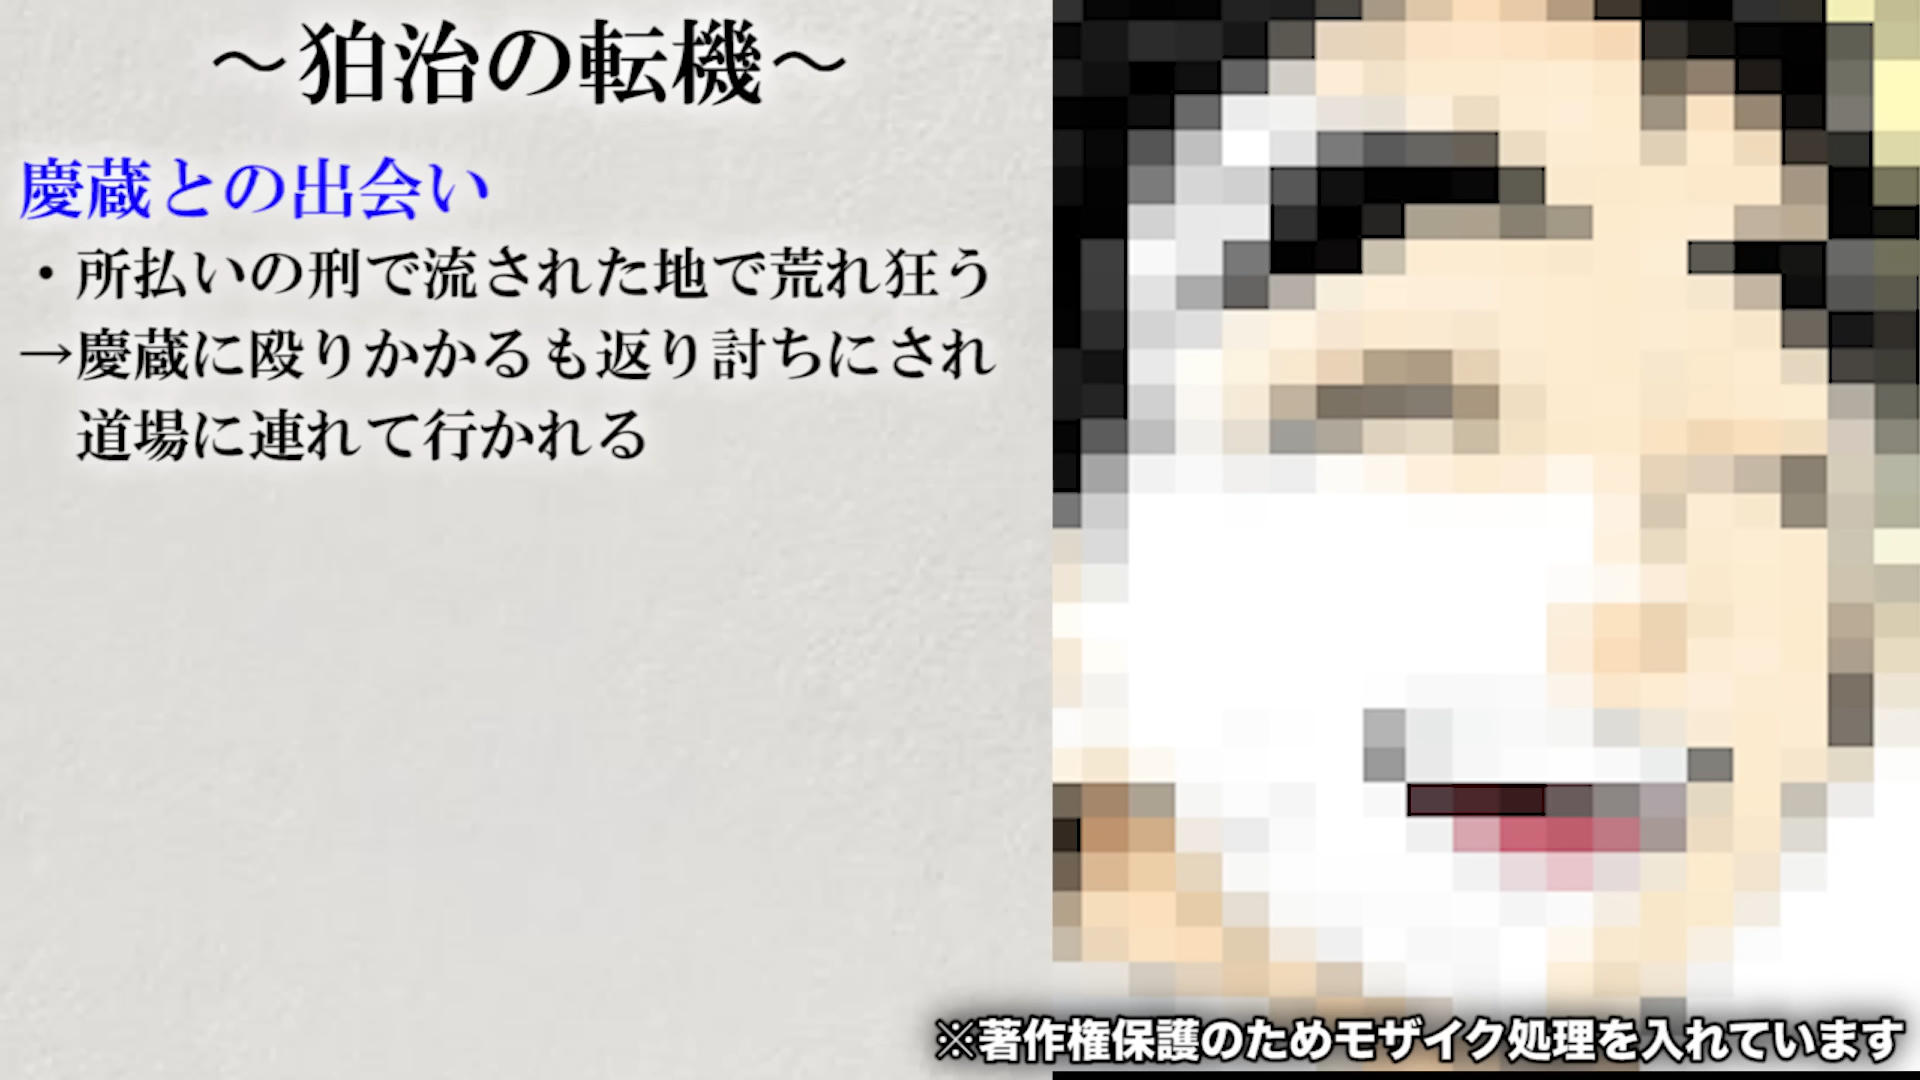 ～狛治の転機～
慶蔵との出会い
・所払いの刑で流された地で荒れ狂う
→慶蔵に殴りかかるも返り討ちにされ
道場に連れて行かれる
※著作権保護のためモザイク処理を入れています